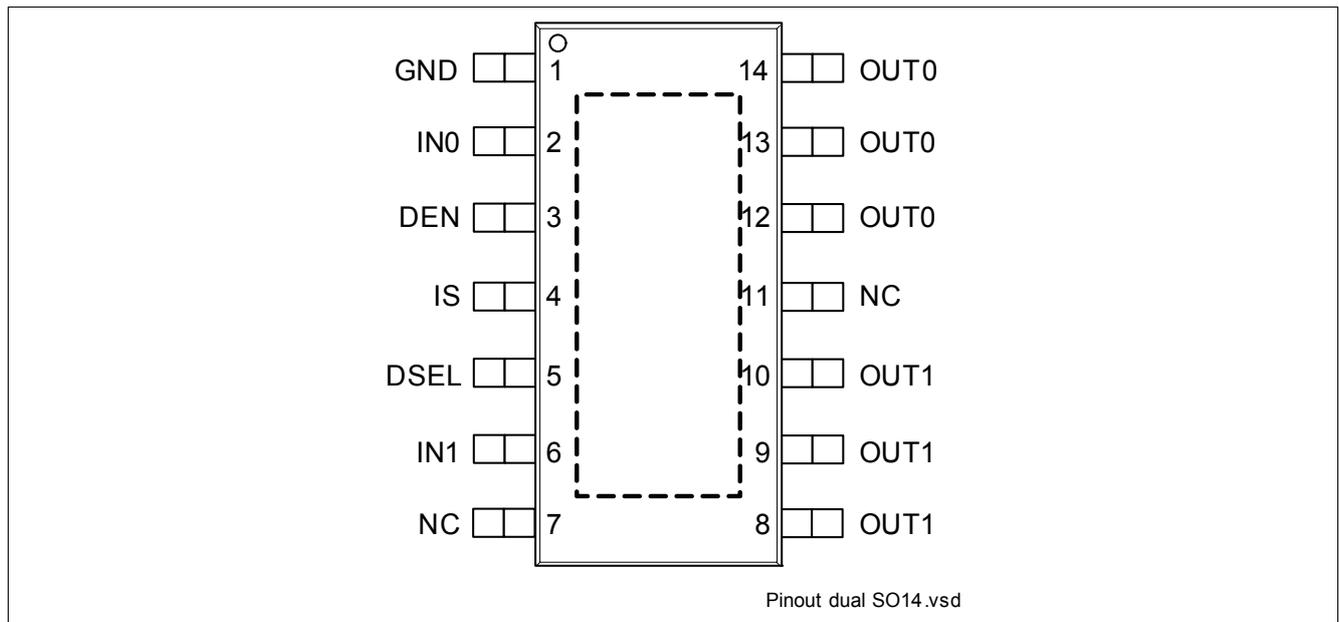 GND 1 14 OUT0
IN0 2 13 OUT0
DEN 3 12 OUT0
IS 4 11 NC
DSEL 5 10 OUT1
IN1 6 9 OUT1
NC 7 8 OUT1
Pinout dual SO14.vsd